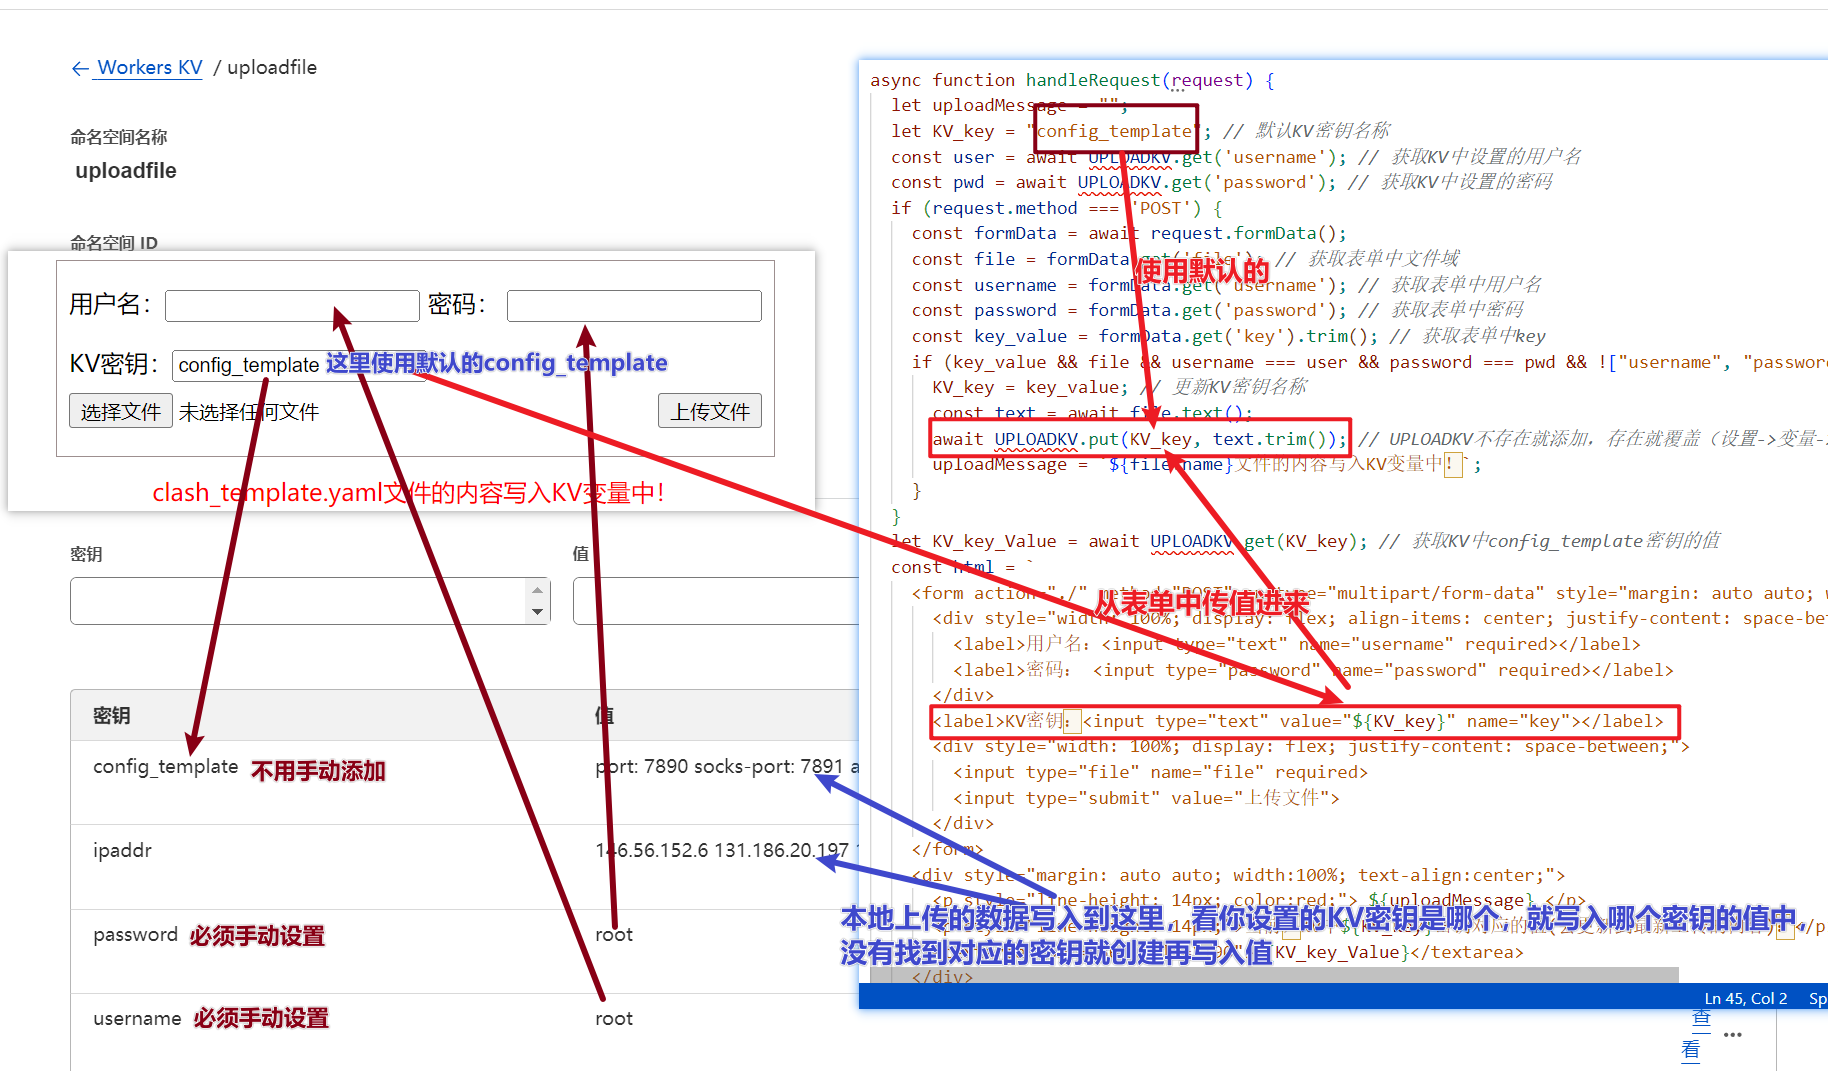 ← Workers KV / uploadfile
命名空间名称
uploadfile
命名空间 ID
用户名：
密码：
KV密钥：
config_template
这里使用默认的config_template
选择文件
未选择任何文件
上传文件
clash_template.yaml文件的内容写入KV变量中！
密钥
值
密钥
值
config_template
不用手动添加
port: 7890 socks-port: 7891 a
ipaddr
146.56.152.6 131.186.20.197
password
必须手动设置
root
username
必须手动设置
root
async function handleRequest(request) {
let uploadMessage = "";
let KV_key = "config_template"; // 默认KV密钥名称
const user = await UPLOADKV.get('username'); // 获取KV中设置的用户名
const pwd = await UPLOADKV.get('password'); // 获取KV中设置的密码
if (request.method === 'POST') {
const formData = await request.formData();
const file = formData.get('file'); // 获取表单中文件域
使用默认的
const username = formData.get('username'); // 获取表单中用户名
const password = formData.get('password'); // 获取表单中密码
const key_value = formData.get('key').trim(); // 获取表单中key
if (key_value && file && username === user && password === pwd && !["username", "passwor
KV_key = key_value; // 更新KV密钥名称
const text = await file.text();
await UPLOADKV.put(KV_key, text.trim()); // UPLOADKV不存在就添加，存在就覆盖（设置->变量-
uploadMessage = `${file.name}文件的内容写入KV变量中！`;
}
}
let KV_key_Value = await UPLOADKV.get(KV_key); // 获取KV中config_template密钥的值
const html = `
<form action="./" method="POST" enctype="multipart/form-data" style="margin: auto auto; w
从表单中传值进来
<div style="width: 100%; display: flex; align-items: center; justify-content: space-bet
<label>用户名：<input type="text" name="username" required></label>
<label>密码： <input type="password" name="password" required></label>
</div>
<label>KV密钥：<input type="text" value="${KV_key}" name="key"></label>
<div style="width: 100%; display: flex; justify-content: space-between;">
<input type="file" name="file" required>
<input type="submit" value="上传文件">
</div>
</form>
<div style="margin: auto auto; width:100%; text-align:center;">
<p style="line-height: 14px; color:red;"> ${uploadMessage} </p>
本地上传的数据写入到这里，看你设置的KV密钥是哪个，就写入哪个密钥的值中，
没有找到对应的密钥就创建再写入值
KV_key_Value}</textarea>
</div>
Ln 45, Col 2
Sp
查
看
...